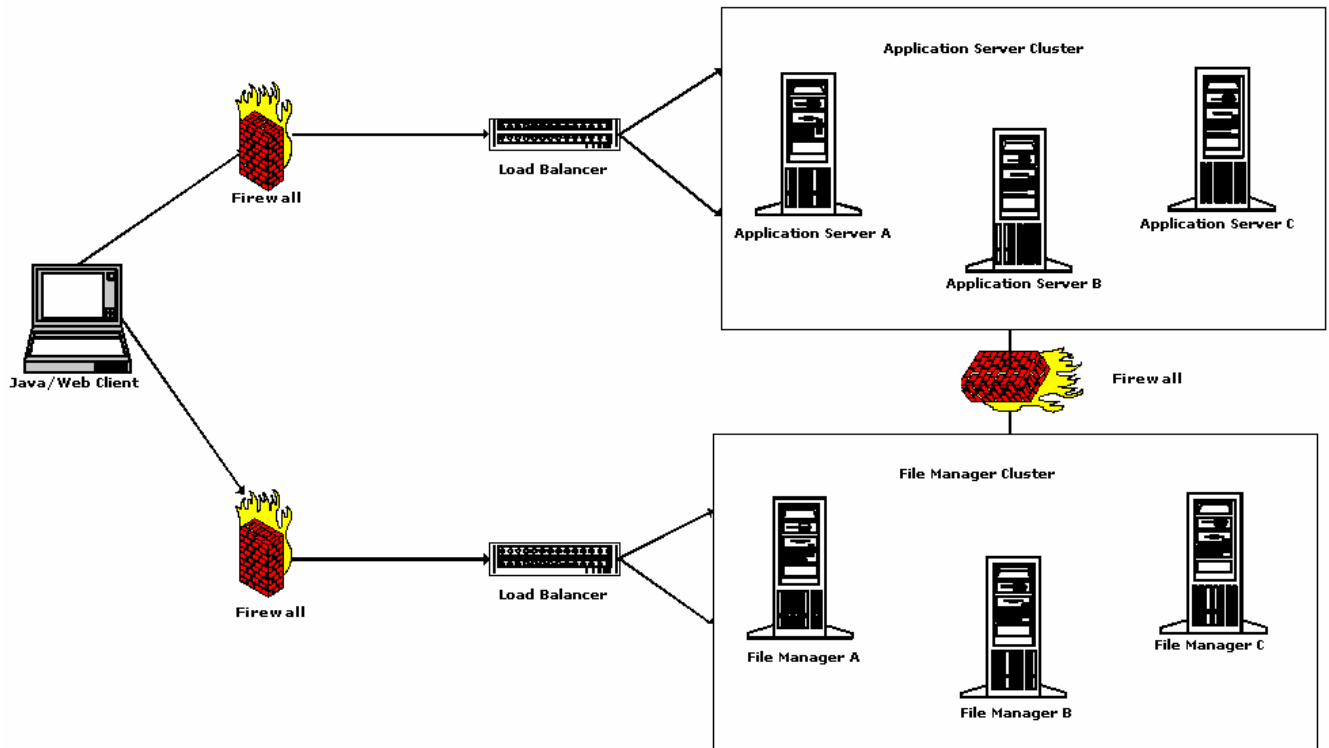 Application Server Cluster
Load Balancer
Firewall
Application Server A
Application Server B
Application Server C
Java/Web Client
Firewall
File Manager Cluster
Load Balancer
Firewall
File Manager A
File Manager B
File Manager C